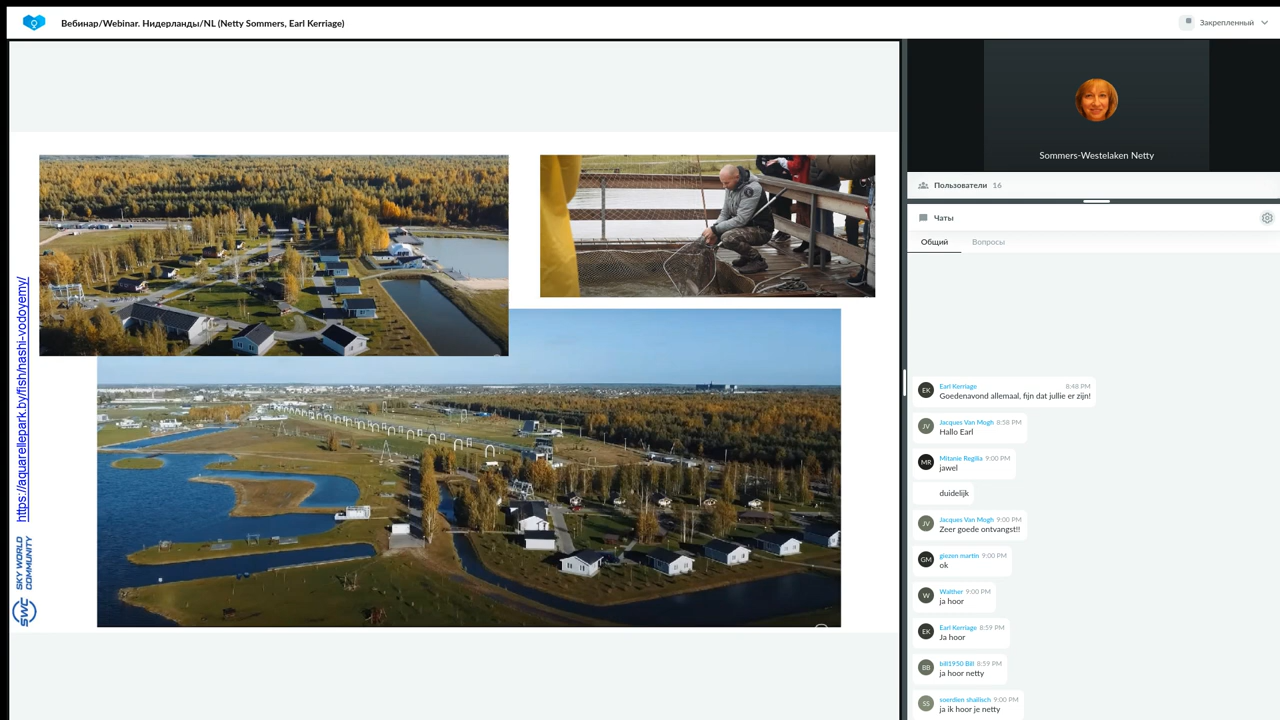 Вебинар/Webinar. Нидерланды/NL (Netty Sommers, Earl Kerriage)
Закрепленный
https://aquarellepark.by/fish/nashi-vodoyemy/
SWC SKY WORLD
COMMUNITY
Sommers-Westelaken Netty
Пользователи 16
Чаты
Общий Вопросы
EK Earl Kerriage 8:48 PM
Goedenavond allemaal, fijn dat jullie er zijn!
JV Jacques Van Mogh 8:58 PM
Hallo Earl
MR Mitanie Regilia 9:00 PM
jawel
duidelijk
JV Jacques Van Mogh 9:00 PM
Zeer goede ontvangst!!
GM giezen martin 9:00 PM
ok
W Walther 9:00 PM
ja hoor
EK Earl Kerriage 8:59 PM
Ja hoor
BB bill1950 Bill 8:59 PM
ja hoor netty
SS soerdien shailisch 9:00 PM
ja ik hoor je netty